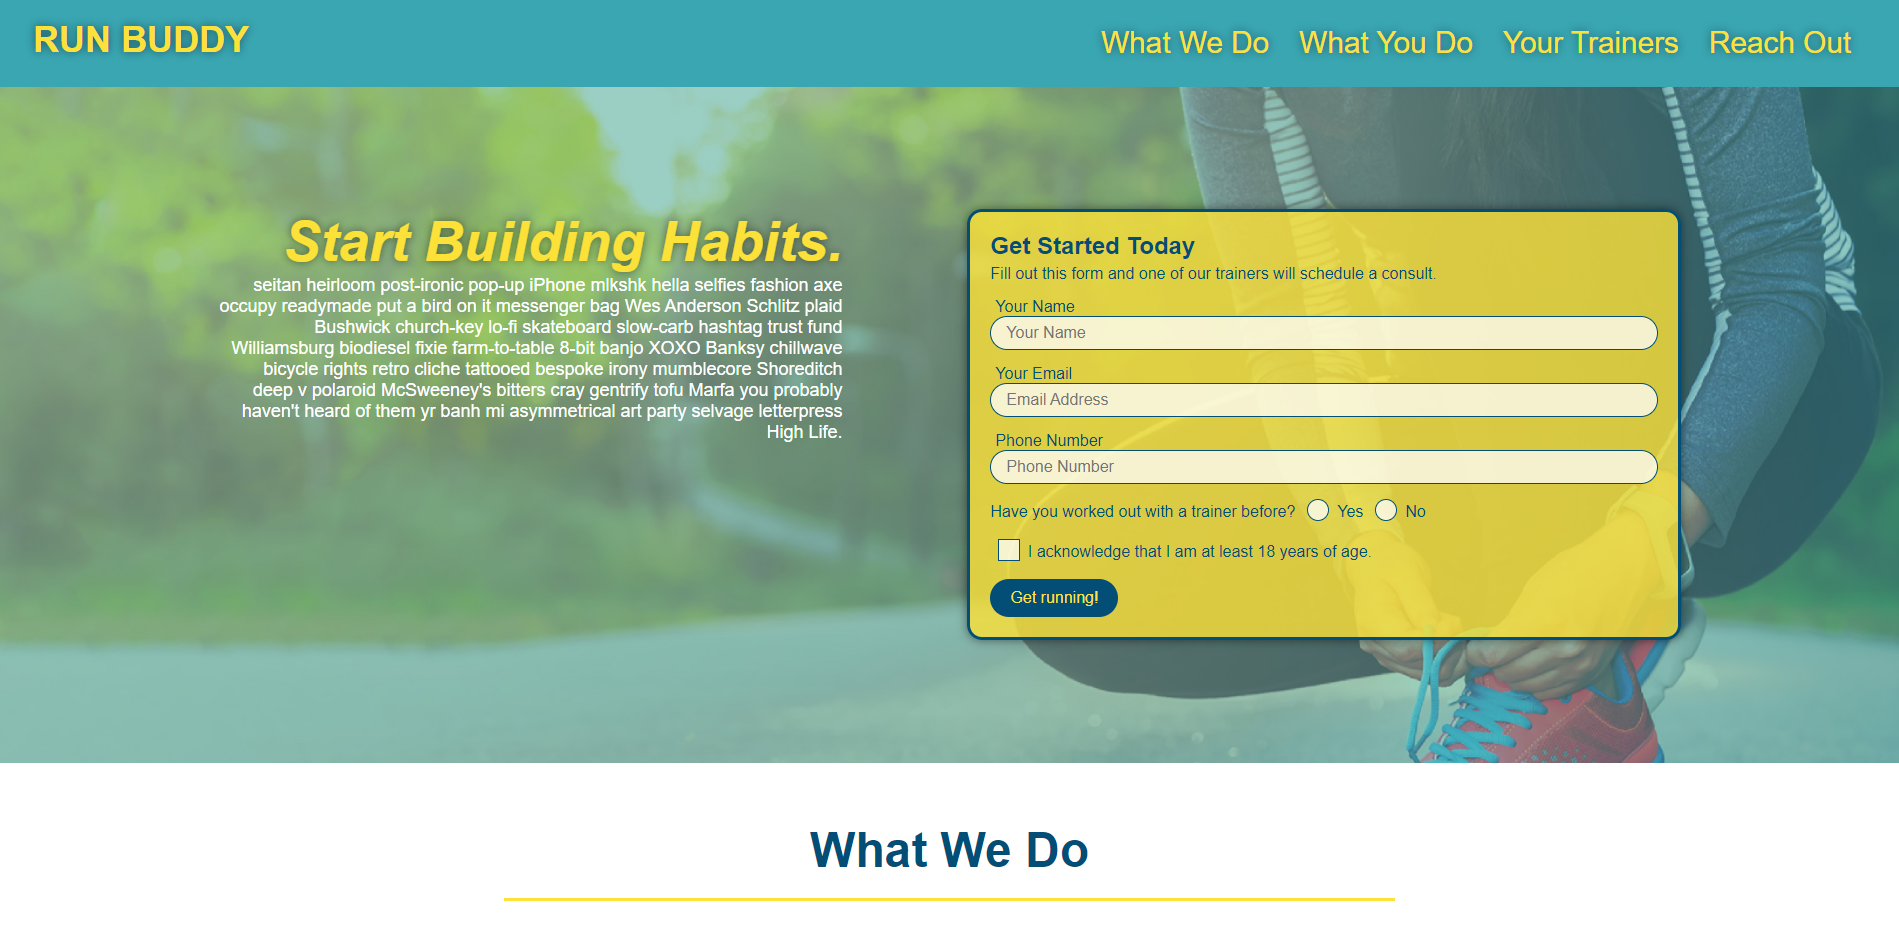 RUN BUDDY
What We Do
What You Do
Your Trainers
Reach Out
Start Building Habits.
seitan heirloom post-ironic pop-up iPhone mlkshk hella selfies fashion axe
occupy readymade put a bird on it messenger bag Wes Anderson Schlitz plaid
Bushwick church-key lo-fi skateboard slow-carb hashtag trust fund
Williamsburg biodiesel fixie farm-to-table 8-bit banjo XOXO Banksy chillwave
bicycle rights retro cliche tattooed bespoke irony mumblecore Shoreditch
deep v polaroid McSweeney's bitters cray gentrify tofu Marfa you probably
haven't heard of them yr banh mi asymmetrical art party selvage letterpress
High Life.
Get Started Today
Fill out this form and one of our trainers will schedule a consult.
Your Name
Your Name
Your Email
Email Address
Phone Number
Phone Number
Have you worked out with a trainer before? Yes No
I acknowledge that I am at least 18 years of age.
Get running!
What We Do